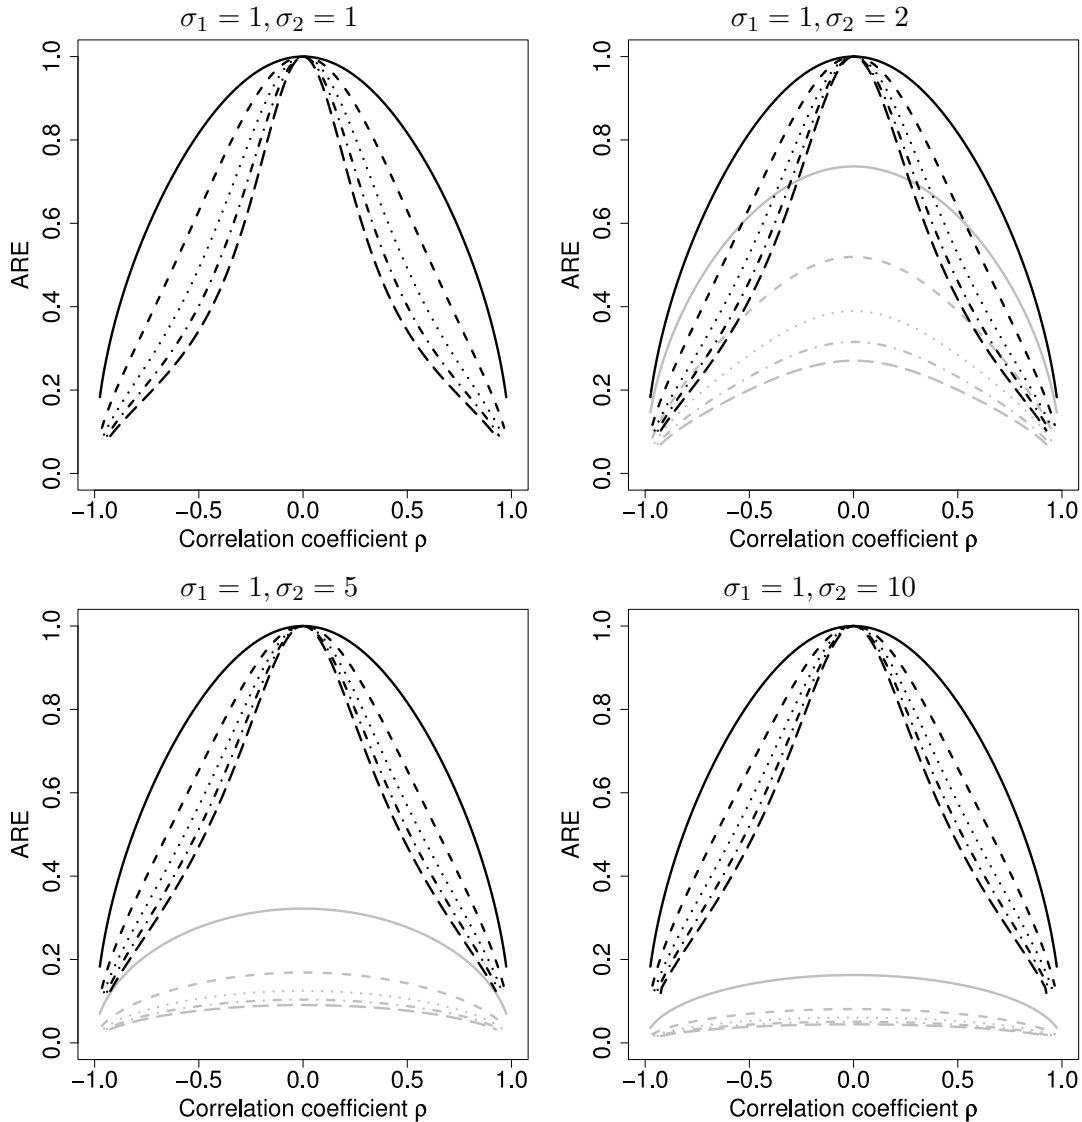 σ₁ = 1, σ₂ = 1
ARE
1.0
0.8
0.6
0.4
0.2
0.0
−1.0 −0.5 0.0 0.5 1.0
Correlation coefficient ρ
σ₁ = 1, σ₂ = 2
ARE
1.0
0.8
0.6
0.4
0.2
0.0
−1.0 −0.5 0.0 0.5 1.0
Correlation coefficient ρ
σ₁ = 1, σ₂ = 5
ARE
1.0
0.8
0.6
0.4
0.2
0.0
−1.0 −0.5 0.0 0.5 1.0
Correlation coefficient ρ
σ₁ = 1, σ₂ = 10
ARE
1.0
0.8
0.6
0.4
0.2
0.0
−1.0 −0.5 0.0 0.5 1.0
Correlation coefficient ρ